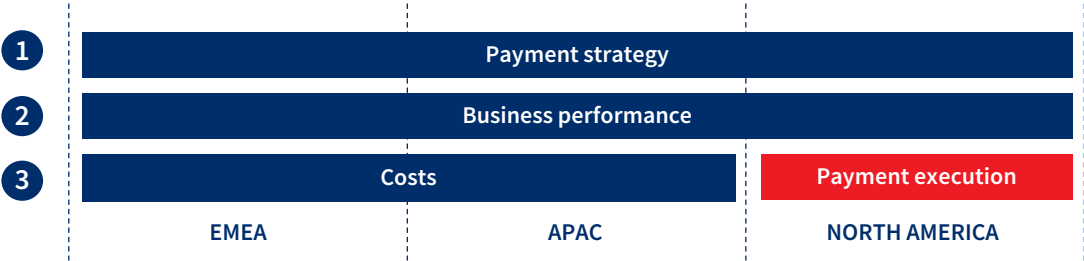 1 Payment strategy
2 Business performance
3 Costs Payment execution
EMEA APAC NORTH AMERICA